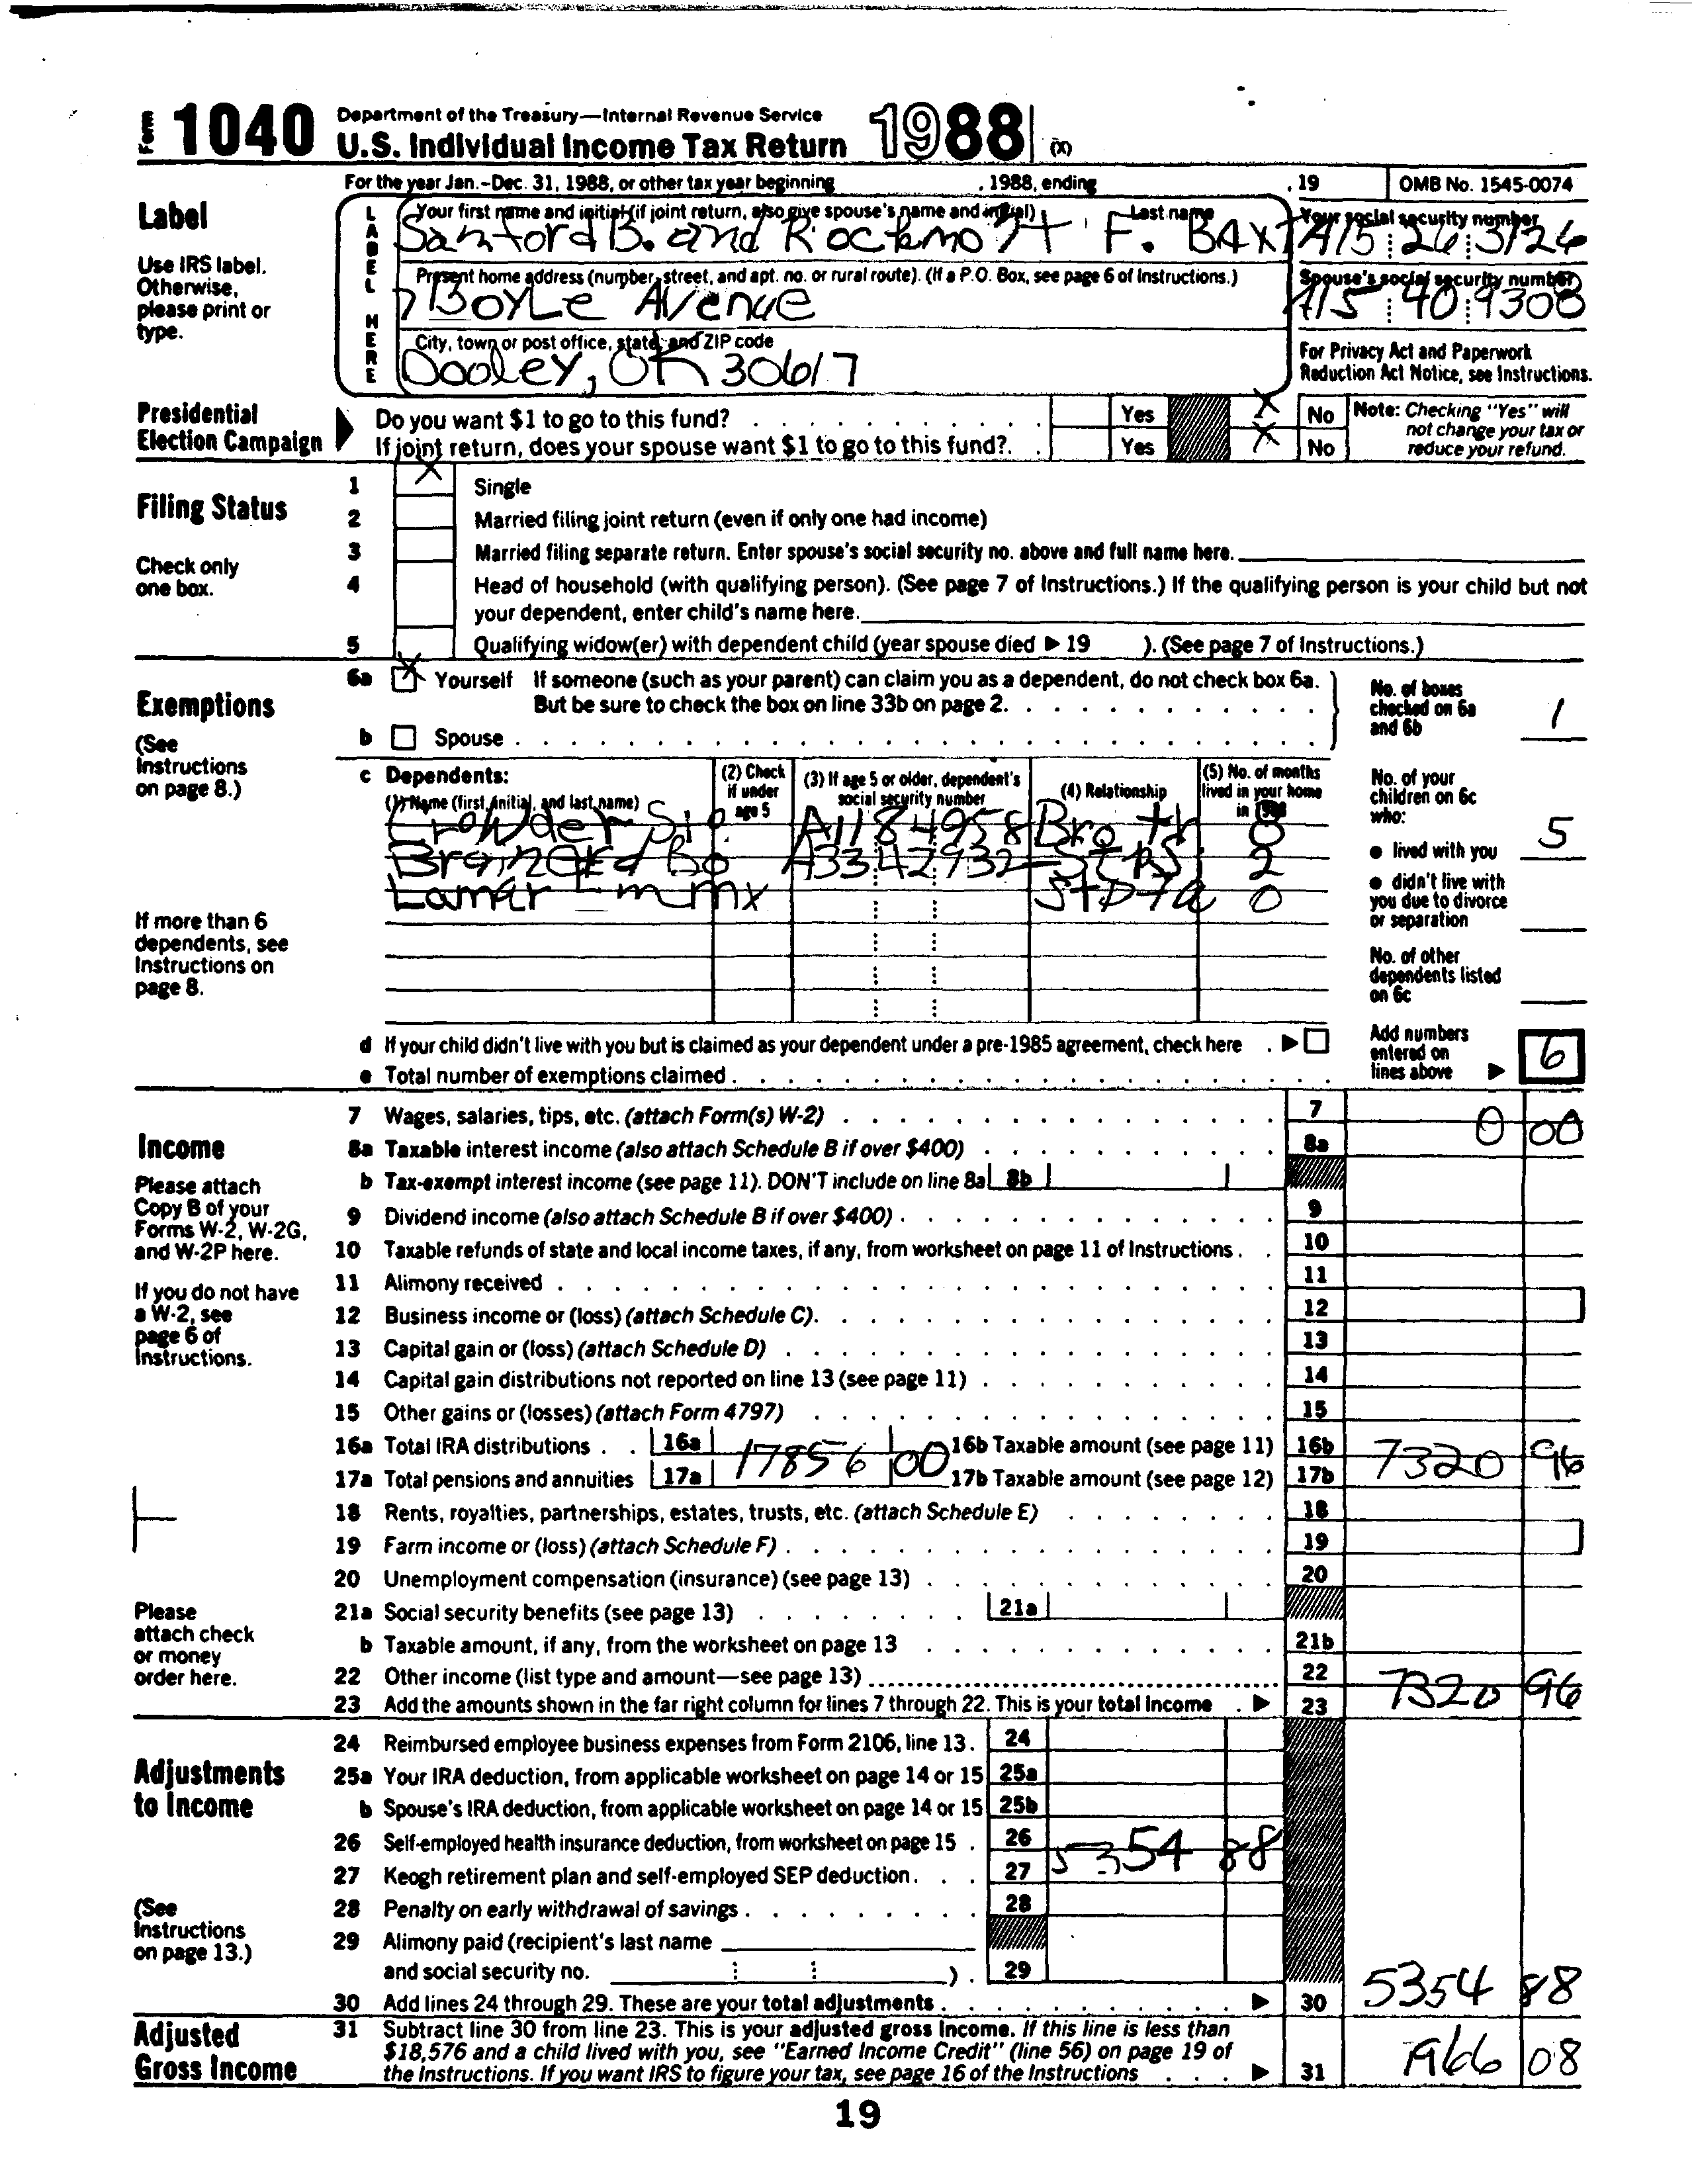 Form 1040 Department of the Treasury—Internal Revenue Service
U.S. Individual Income Tax Return 1988 (X)
For the year Jan.-Dec. 31, 1988, or other tax year beginning , 1988, ending , 19 OMB No. 1545-0074
Label
Use IRS label. Otherwise, please print or type.
LABEL HERE
Your first name and initial (if joint return, also give spouse's name and initial) Last name
Sanford B. and Rockmo F. BAXT
Your social security number
A15 26 3126
Present home address (number, street, and apt. no. or rural route). (If a P.O. Box, see page 6 of Instructions.)
7 Boyle Avenue
Spouse's social security number
A15 40 9308
City, town or post office, state, and ZIP code
Dooley, OK 30617
For Privacy Act and Paperwork Reduction Act Notice, see Instructions.
Presidential Election Campaign
Do you want $1 to go to this fund? Yes X No
If joint return, does your spouse want $1 to go to this fund? Yes X No
Note: Checking "Yes" will not change your tax or reduce your refund.
Filing Status
Check only one box.
1 X Single
2 Married filing joint return (even if only one had income)
3 Married filing separate return. Enter spouse's social security no. above and full name here.
4 Head of household (with qualifying person). (See page 7 of Instructions.) If the qualifying person is your child but not
your dependent, enter child's name here.
5 Qualifying widow(er) with dependent child (year spouse died ▶ 19 ). (See page 7 of Instructions.)
Exemptions
(See Instructions on page 8.)
6a X Yourself If someone (such as your parent) can claim you as a dependent, do not check box 6a.
But be sure to check the box on line 33b on page 2.
b Spouse
No. of boxes checked on 6a and 6b 1
c Dependents:
(1) Name (first, initial, and last name)
(2) Check if under age 5
(3) If age 5 or older, dependent's social security number
(4) Relationship
(5) No. of months lived in your home in 1988
Crowder A11 84 958 Broth 0
Brainard Bo A33 42 932 2
Lamar 0
If more than 6 dependents, see Instructions on page 8.
No. of your children on 6c who:
● lived with you 5
● didn't live with you due to divorce or separation
No. of other dependents listed on 6c
d If your child didn't live with you but is claimed as your dependent under a pre-1985 agreement, check here ▶
e Total number of exemptions claimed
Add numbers entered on lines above ▶ 6
Income
Please attach Copy B of your Forms W-2, W-2G, and W-2P here.
If you do not have a W-2, see page 6 of Instructions.
Please attach check or money order here.
7 Wages, salaries, tips, etc. (attach Form(s) W-2) 7 0 00
8a Taxable interest income (also attach Schedule B if over $400) 8a
b Tax-exempt interest income (see page 11). DON'T include on line 8a 8b
9 Dividend income (also attach Schedule B if over $400) 9
10 Taxable refunds of state and local income taxes, if any, from worksheet on page 11 of Instructions 10
11 Alimony received 11
12 Business income or (loss) (attach Schedule C) 12
13 Capital gain or (loss) (attach Schedule D) 13
14 Capital gain distributions not reported on line 13 (see page 11) 14
15 Other gains or (losses) (attach Form 4797) 15
16a Total IRA distributions 16a 16b Taxable amount (see page 11) 16b
17a Total pensions and annuities 17a 17856 00 17b Taxable amount (see page 12) 17b 7320 96
18 Rents, royalties, partnerships, estates, trusts, etc. (attach Schedule E) 18
19 Farm income or (loss) (attach Schedule F) 19
20 Unemployment compensation (insurance) (see page 13) 20
21a Social security benefits (see page 13) 21a
b Taxable amount, if any, from the worksheet on page 13 21b
22 Other income (list type and amount—see page 13) 22
23 Add the amounts shown in the far right column for lines 7 through 22. This is your total income ▶ 23 7320 96
Adjustments to Income
(See Instructions on page 13.)
24 Reimbursed employee business expenses from Form 2106, line 13. 24
25a Your IRA deduction, from applicable worksheet on page 14 or 15 25a
b Spouse's IRA deduction, from applicable worksheet on page 14 or 15 25b
26 Self-employed health insurance deduction, from worksheet on page 15 26
27 Keogh retirement plan and self-employed SEP deduction 27 5354 88
28 Penalty on early withdrawal of savings 28
29 Alimony paid (recipient's last name
and social security no. ) 29
30 Add lines 24 through 29. These are your total adjustments ▶ 30 5354 88
Adjusted Gross Income
31 Subtract line 30 from line 23. This is your adjusted gross income. If this line is less than
$18,576 and a child lived with you, see "Earned Income Credit" (line 56) on page 19 of
the Instructions. If you want IRS to figure your tax, see page 16 of the Instructions ▶ 31 1966 08
19